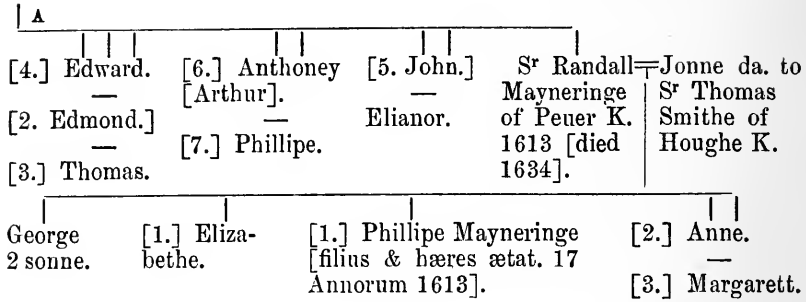 A
[4.] Edward.
[2. Edmond.]
[3.] Thomas.
[6.] Anthoney
[Arthur].
[7.] Phillipe.
[5. John.]
Elianor.
Sʳ Randall
Mayneringe
of Peuer K.
1613 [died
1634].
Jonne da. to
Sʳ Thomas
Smithe of
Houghe K.
George
2 sonne.
[1.] Eliza-
bethe.
[1.] Phillipe Mayneringe
[filius & hæres ætat. 17
Annorum 1613].
[2.] Anne.
[3.] Margarett.